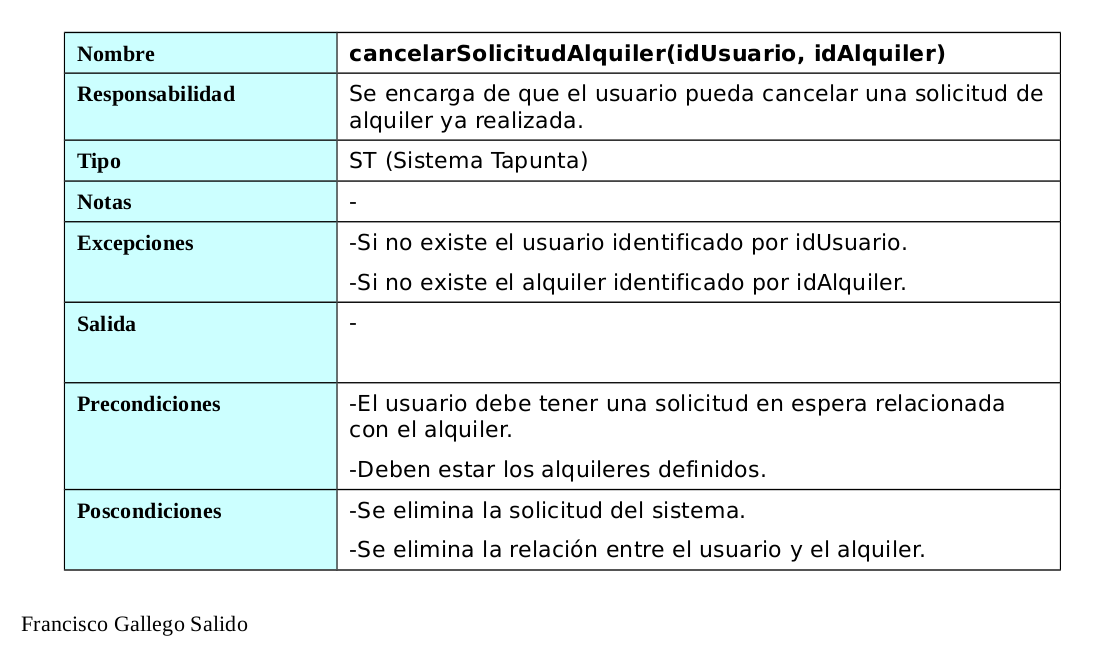 Nombre
cancelarSolicitudAlquiler(idUsuario, idAlquiler)
Responsabilidad
Se encarga de que el usuario pueda cancelar una solicitud de
alquiler ya realizada.
Tipo
ST (Sistema Tapunta)
Notas
-
Excepciones
-Si no existe el usuario identificado por idUsuario.
-Si no existe el alquiler identificado por idAlquiler.
Salida
-
Precondiciones
-El usuario debe tener una solicitud en espera relacionada
con el alquiler.
-Deben estar los alquileres definidos.
Poscondiciones
-Se elimina la solicitud del sistema.
-Se elimina la relación entre el usuario y el alquiler.
Francisco Gallego Salido